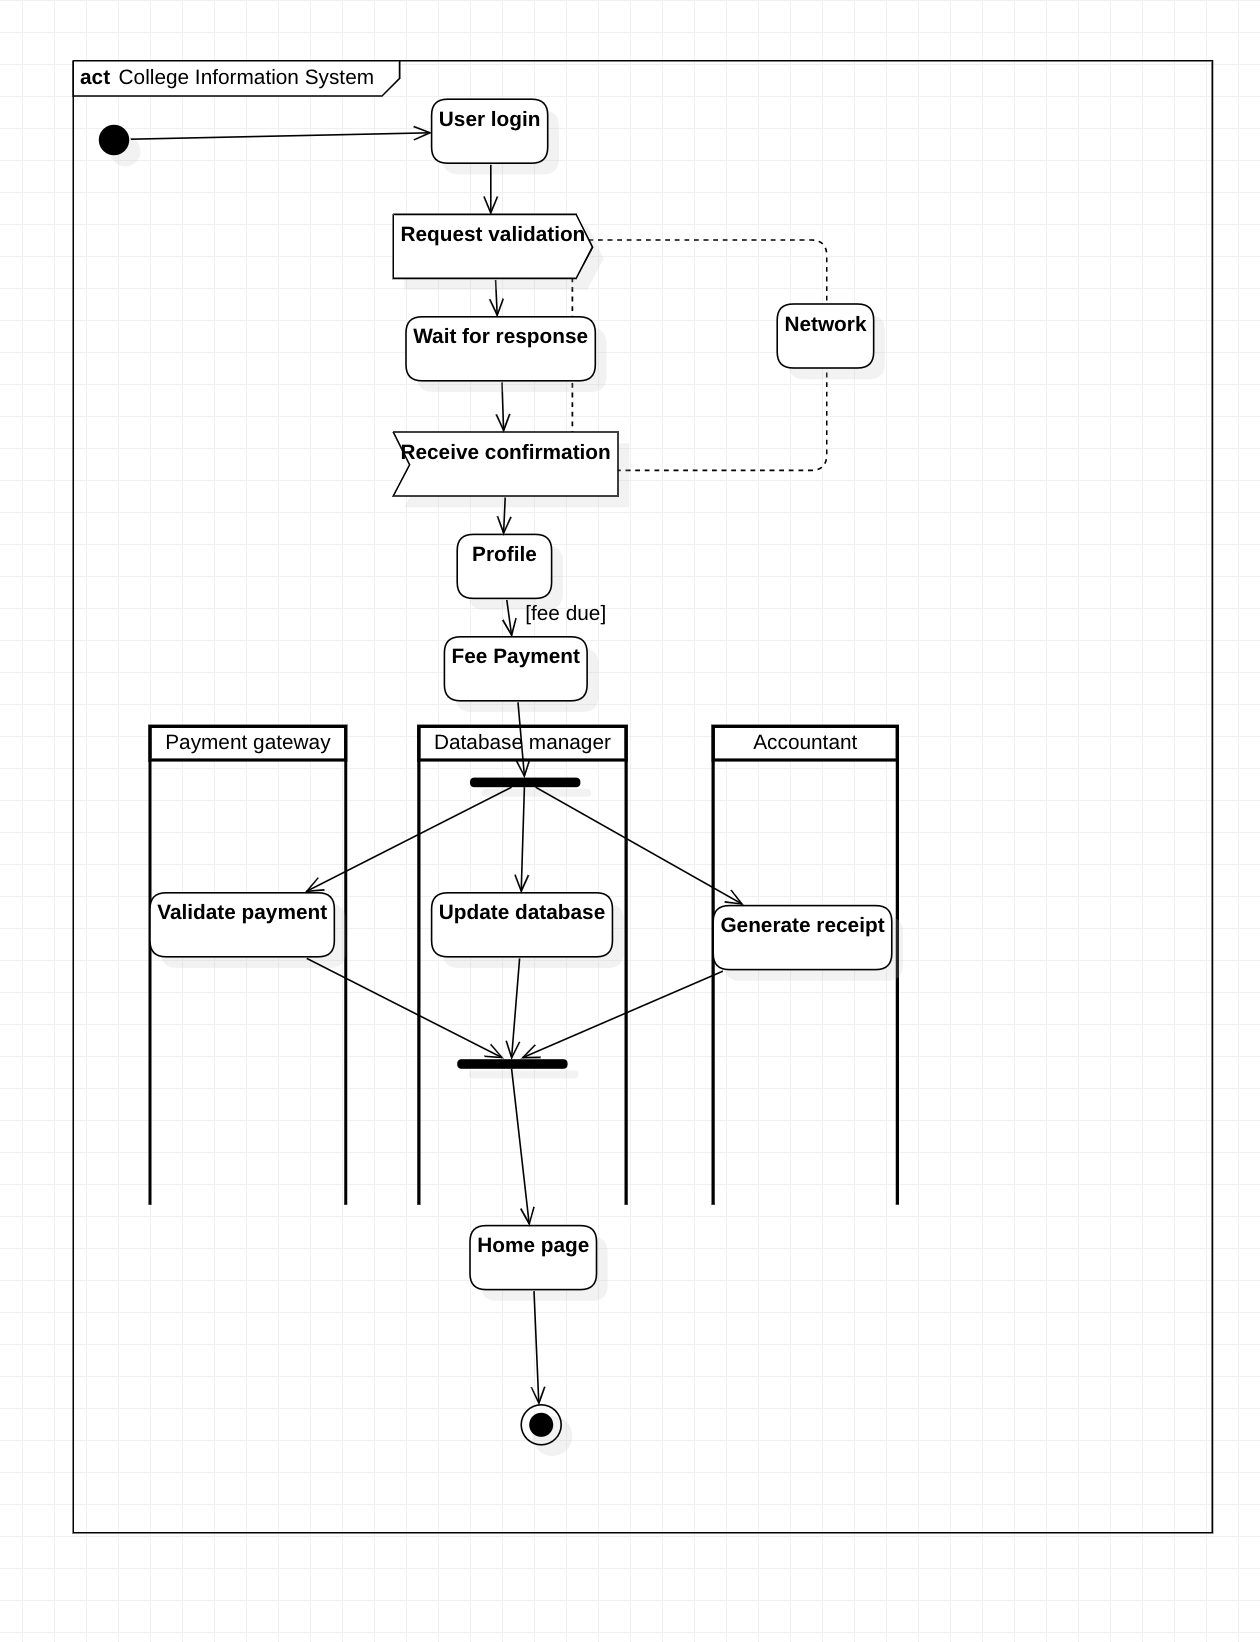 act College Information System
User login
Request validation
Network
Wait for response
Receive confirmation
Profile
[fee due]
Fee Payment
Payment gateway
Database manager
Accountant
Validate payment
Update database
Generate receipt
Home page